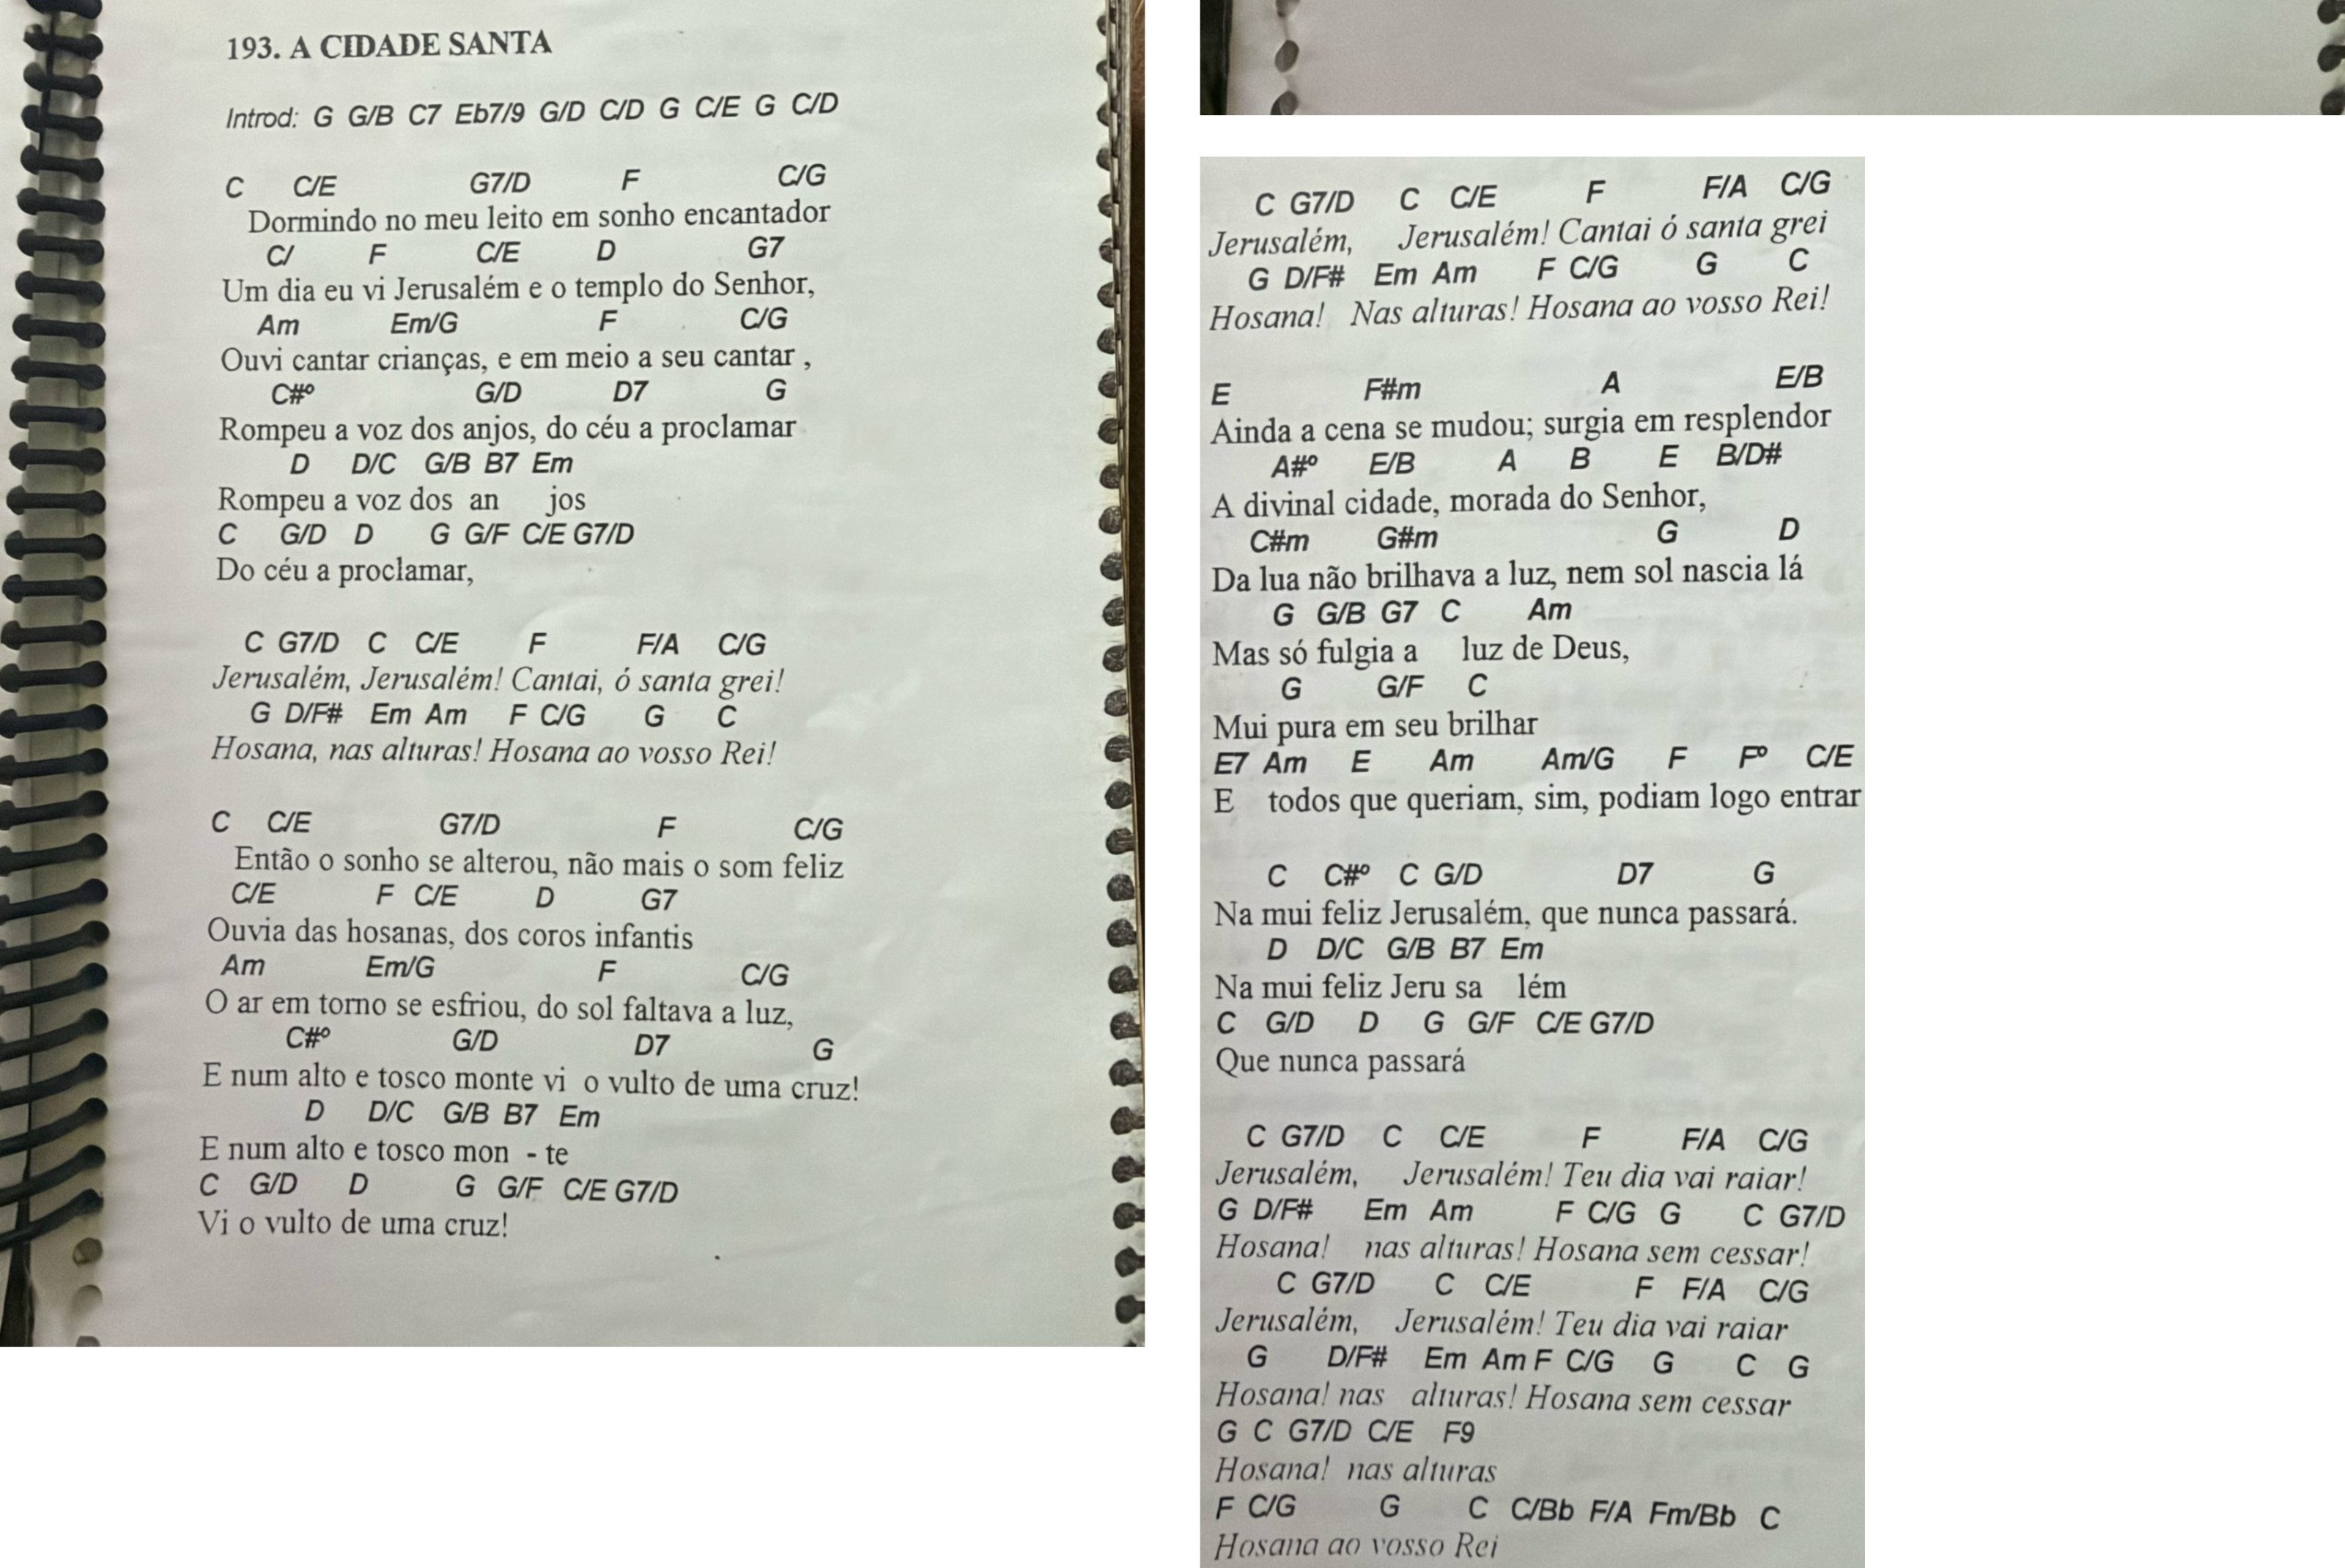 193. A CIDADE SANTA
Introd: G G/B C7 Eb7/9 G/D C/D G C/E G C/D
C C/E G7/D F C/G
Dormindo no meu leito em sonho encantador
C/ F C/E D G7
Um dia eu vi Jerusalém e o templo do Senhor,
Am Em/G F C/G
Ouvi cantar crianças, e em meio a seu cantar ,
C#º G/D D7 G
Rompeu a voz dos anjos, do céu a proclamar
D D/C G/B B7 Em
Rompeu a voz dos an jos
C G/D D G G/F C/E G7/D
Do céu a proclamar,
C G7/D C C/E F F/A C/G
Jerusalém, Jerusalém! Cantai, ó santa grei!
G D/F# Em Am F C/G G C
Hosana, nas alturas! Hosana ao vosso Rei!
C C/E G7/D F C/G
Então o sonho se alterou, não mais o som feliz
C/E F C/E D G7
Ouvia das hosanas, dos coros infantis
Am Em/G F C/G
O ar em torno se esfriou, do sol faltava a luz,
C#º G/D D7 G
E num alto e tosco monte vi o vulto de uma cruz!
D D/C G/B B7 Em
E num alto e tosco mon - te
C G/D D G G/F C/E G7/D
Vi o vulto de uma cruz!
C G7/D C C/E F F/A C/G
Jerusalém, Jerusalém! Cantai ó santa grei
G D/F# Em Am F C/G G C
Hosana! Nas alturas! Hosana ao vosso Rei!
E F#m A E/B
Ainda a cena se mudou; surgia em resplendor
A#º E/B A B E B/D#
A divinal cidade, morada do Senhor,
C#m G#m G D
Da lua não brilhava a luz, nem sol nascia lá
G G/B G7 C Am
Mas só fulgia a luz de Deus,
G G/F C
Mui pura em seu brilhar
E7 Am E Am Am/G F Fº C/E
E todos que queriam, sim, podiam logo entrar
C C#º C G/D D7 G
Na mui feliz Jerusalém, que nunca passará.
D D/C G/B B7 Em
Na mui feliz Jeru sa lém
C G/D D G G/F C/E G7/D
Que nunca passará
C G7/D C C/E F F/A C/G
Jerusalém, Jerusalém! Teu dia vai raiar!
G D/F# Em Am F C/G G C G7/D
Hosana! nas alturas! Hosana sem cessar!
C G7/D C C/E F F/A C/G
Jerusalém, Jerusalém! Teu dia vai raiar
G D/F# Em Am F C/G G C G
Hosana! nas alturas! Hosana sem cessar
G C G7/D C/E F9
Hosana! nas alturas
F C/G G C C/Bb F/A Fm/Bb C
Hosana ao vosso Rei